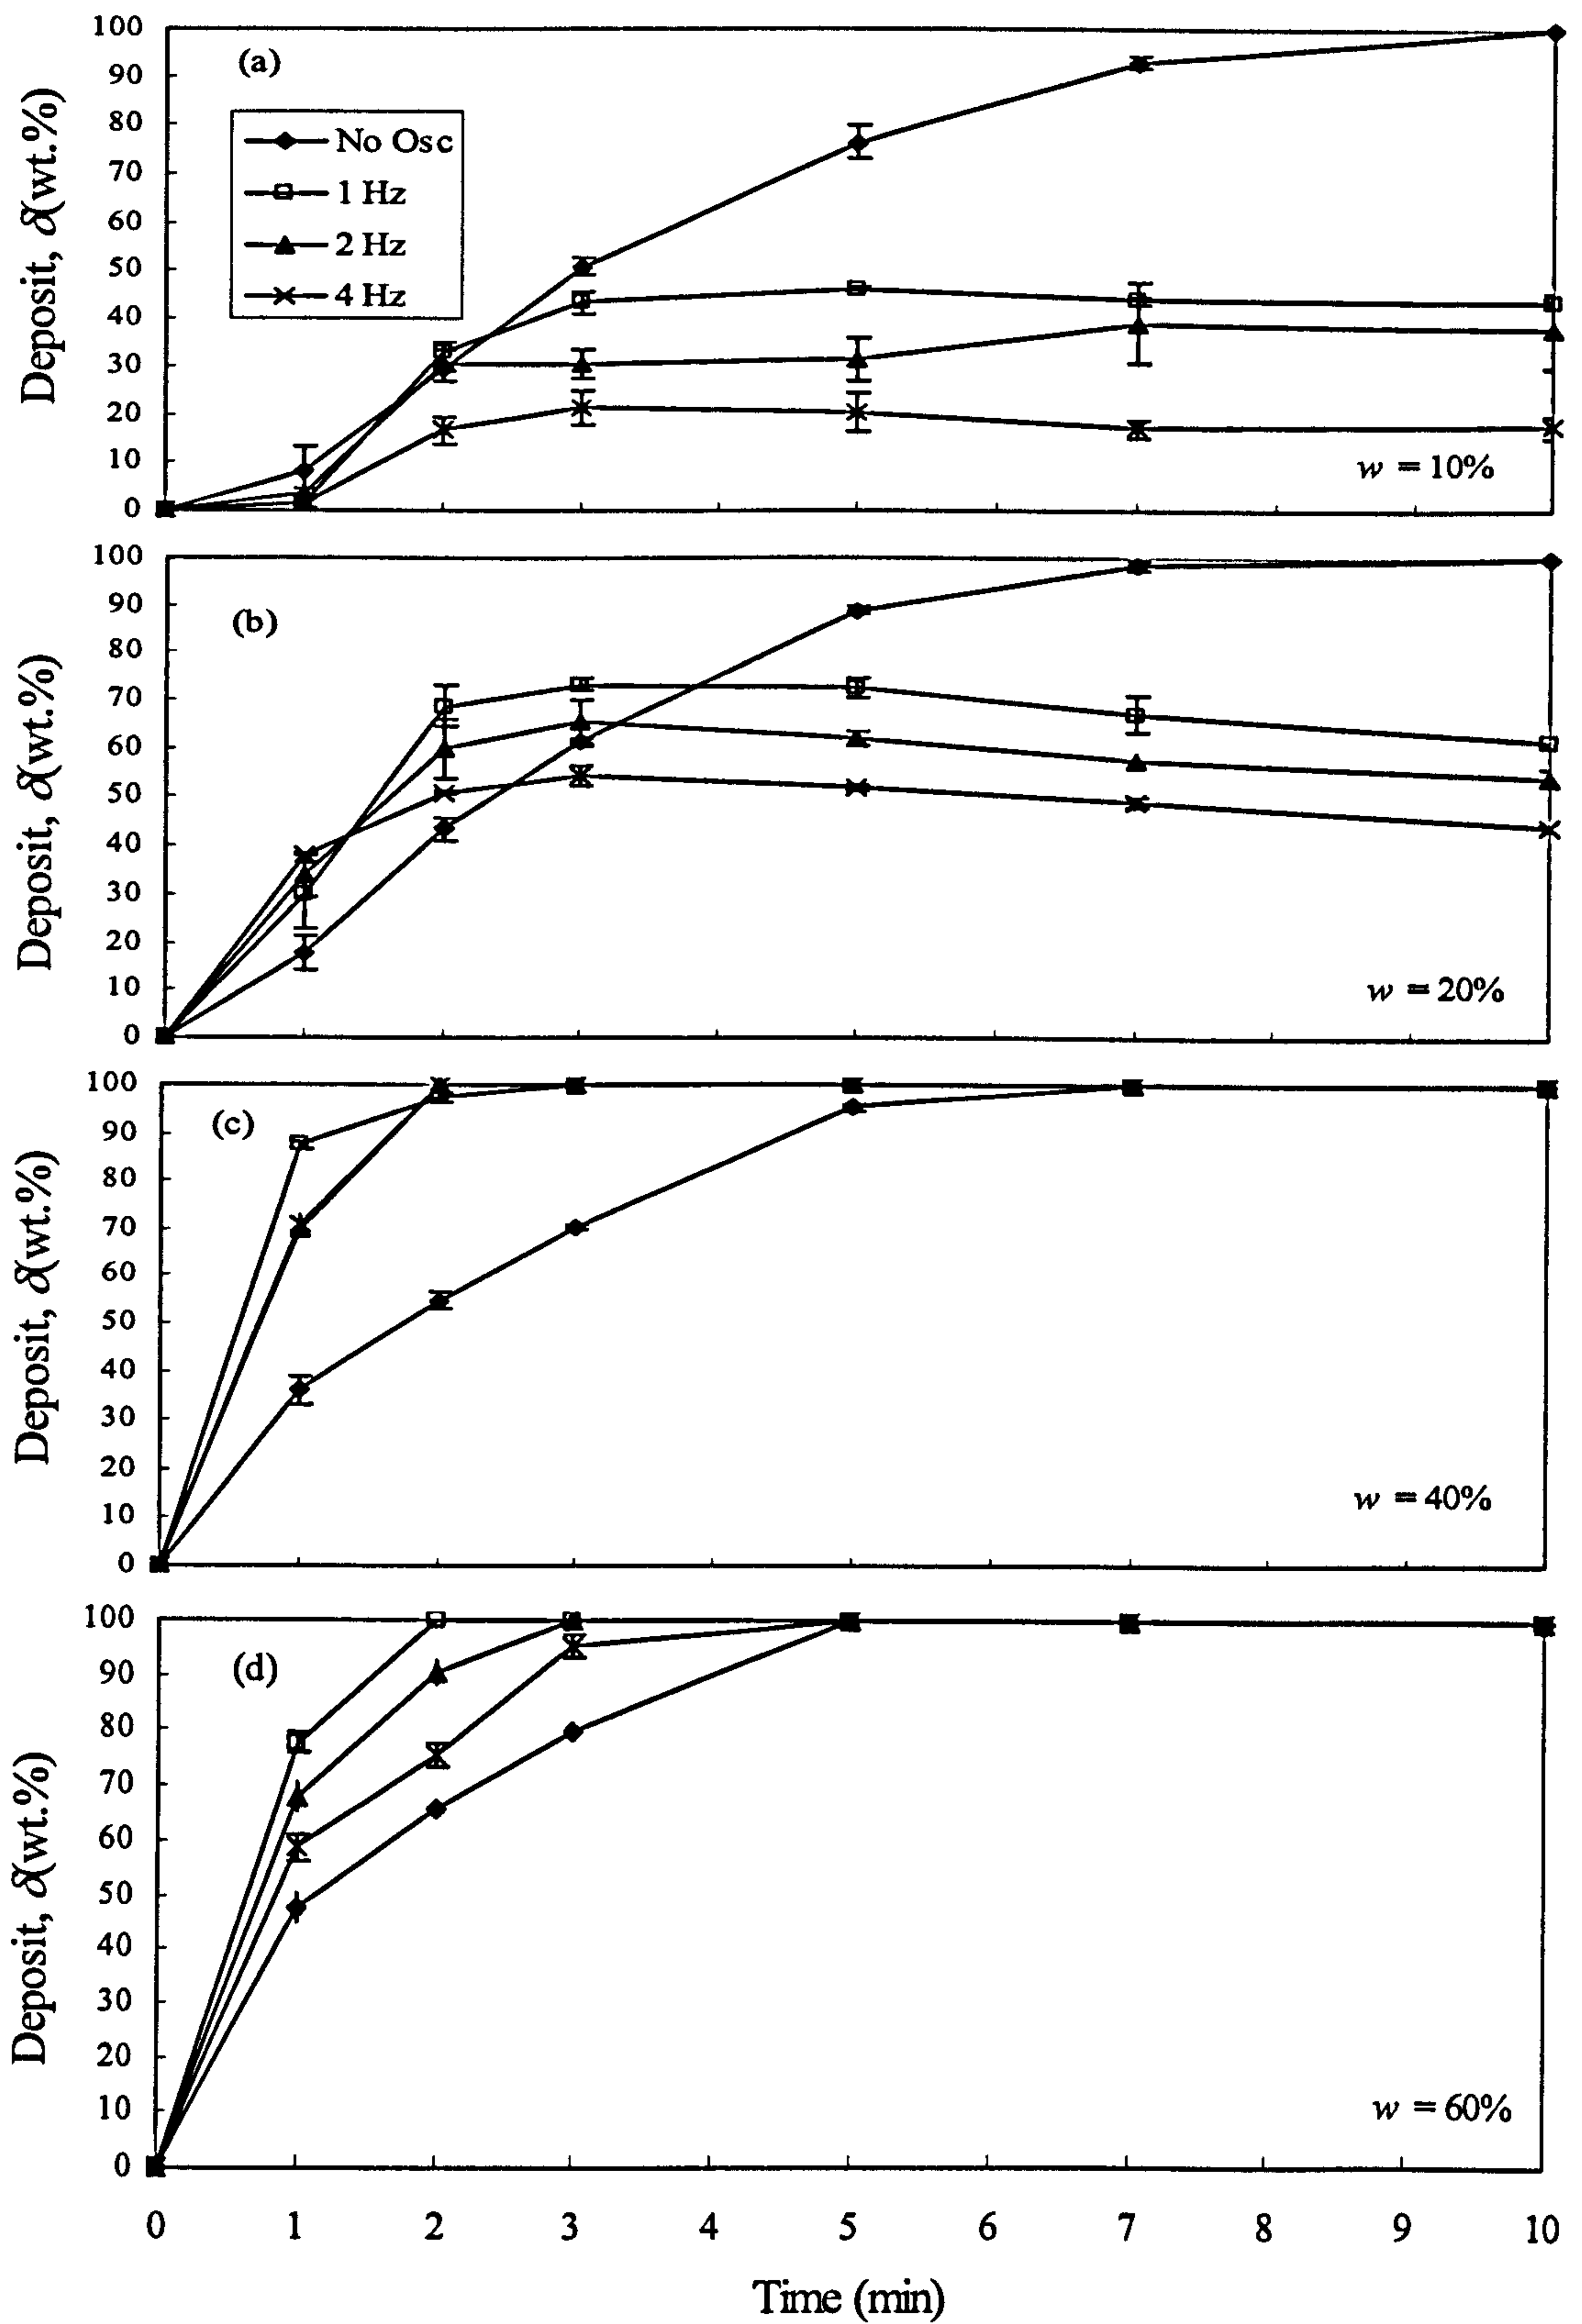 100
90
80
70
60
50
40
30
20
10
0
Deposit, δ(wt.%)
(a)
No Osc
1 Hz
2 Hz
4 Hz
w = 10%
100
90
80
70
60
50
40
30
20
10
0
Deposit, δ(wt.%)
(b)
w = 20%
100
90
80
70
60
50
40
30
20
10
0
Deposit, δ(wt.%)
(c)
w = 40%
100
90
80
70
60
50
40
30
20
10
0
Deposit, δ(wt.%)
(d)
w = 60%
0 1 2 3 4 5 6 7 8 9 10
Time (min)